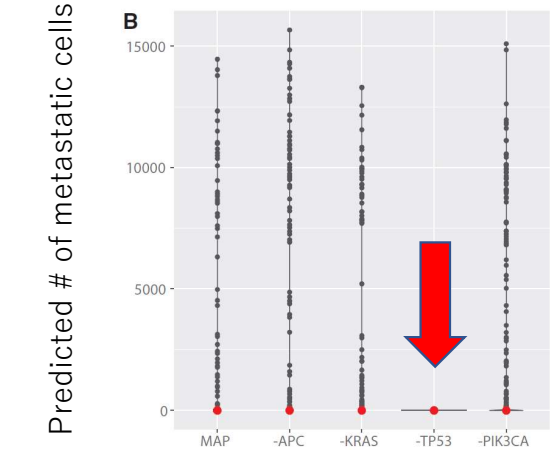 B
Predicted # of metastatic cells
15000
10000
5000
0
MAP -APC -KRAS -TP53 -PIK3CA